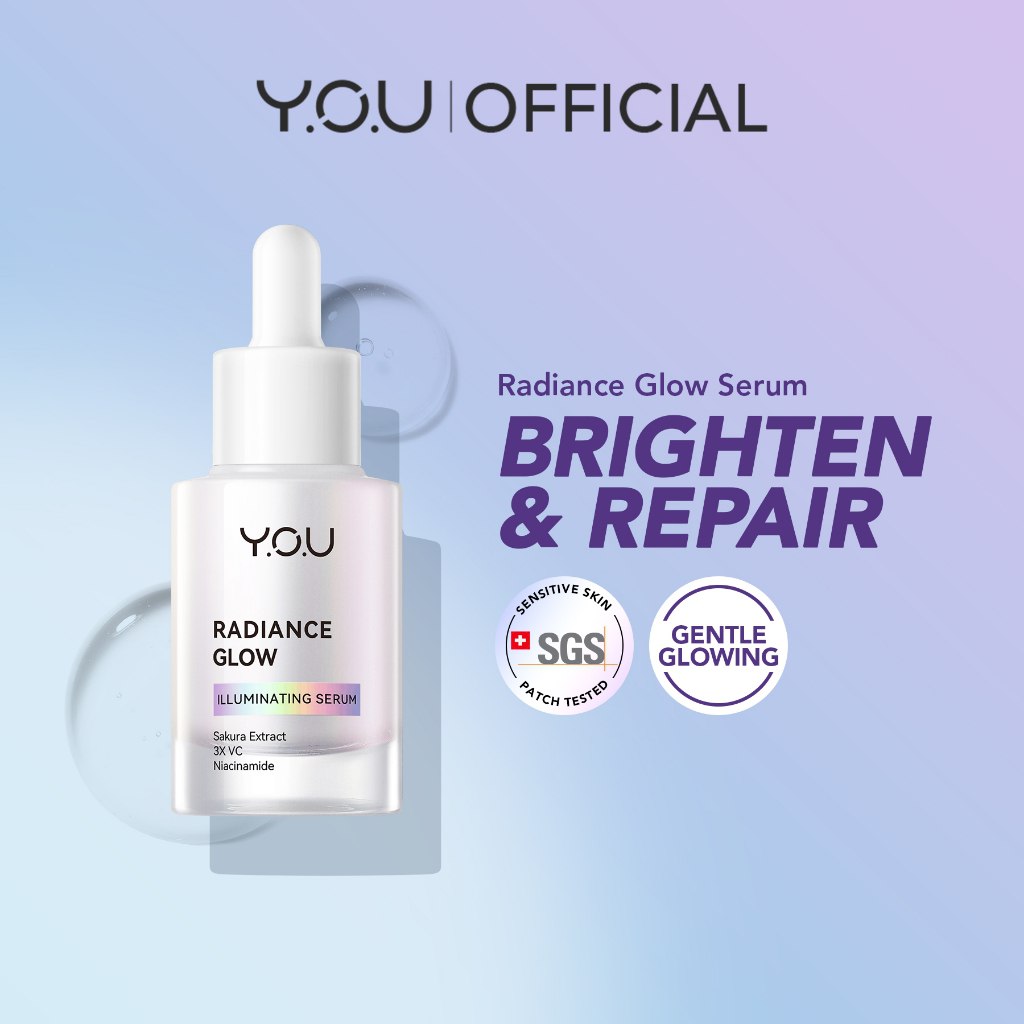 Y.O.U | OFFICIAL
Radiance Glow Serum
BRIGHTEN
& REPAIR
SENSITIVE SKIN
SGS
PATCH TESTED
GENTLE
GLOWING
Y.O.U
RADIANCE
GLOW
ILLUMINATING SERUM
Sakura Extract
3X VC
Niacinamide